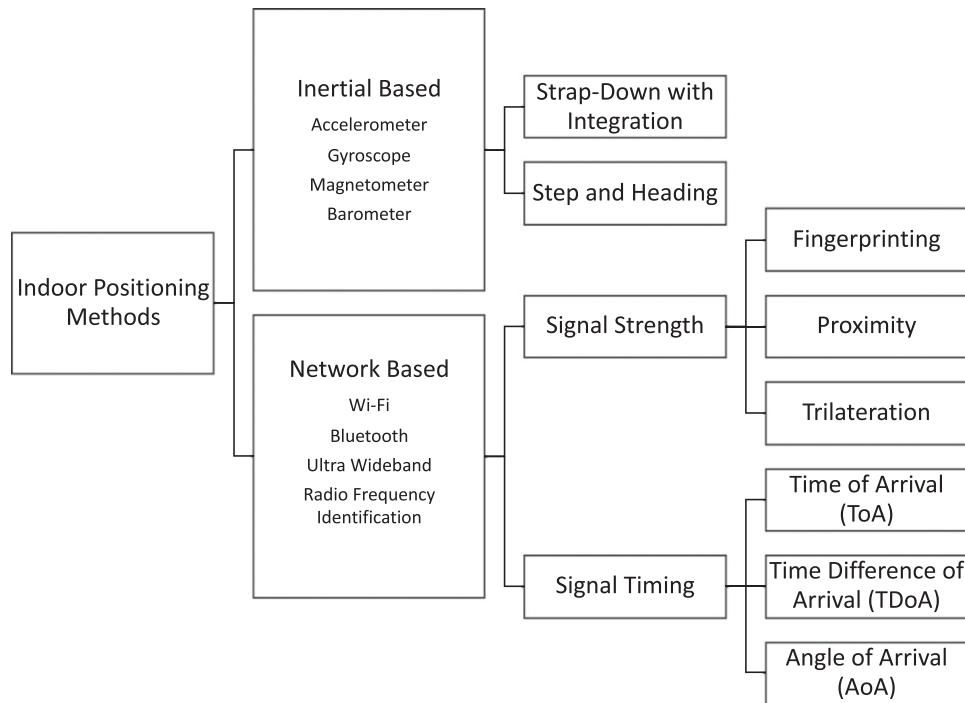 Indoor Positioning
Methods
Inertial Based
Accelerometer
Gyroscope
Magnetometer
Barometer
Network Based
Wi-Fi
Bluetooth
Ultra Wideband
Radio Frequency
Identification
Strap-Down with
Integration
Step and Heading
Signal Strength
Signal Timing
Fingerprinting
Proximity
Trilateration
Time of Arrival
(ToA)
Time Difference of
Arrival (TDoA)
Angle of Arrival
(AoA)